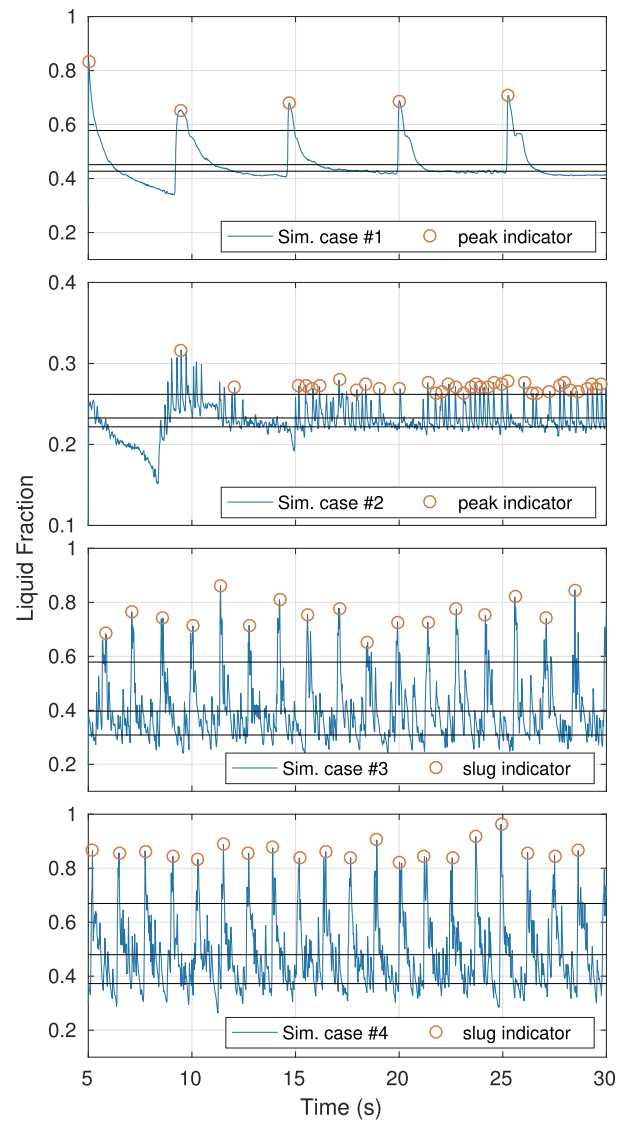 1
0.8
0.6
0.4
0.2
Sim. case #1 peak indicator
0.4
0.3
0.2
0.1
Sim. case #2 peak indicator
Liquid Fraction
1
0.8
0.6
0.4
0.2
Sim. case #3 slug indicator
1
0.8
0.6
0.4
0.2
Sim. case #4 slug indicator
5 10 15 20 25 30
Time (s)